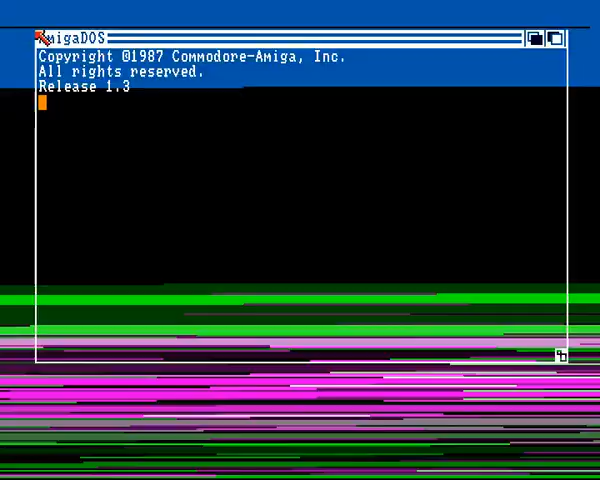 AmigaDOS
Copyright @1987 Commodore-Amiga, Inc.
All rights reserved.
Release 1.3